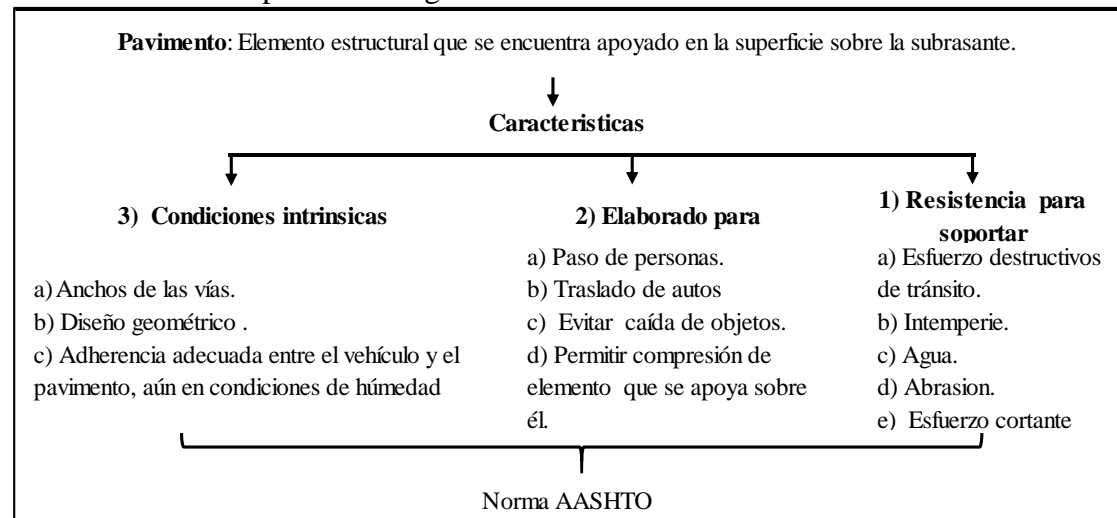 Pavimento: Elemento estructural que se encuentra apoyado en la superficie sobre la subrasante.
Caracteristicas
3) Condiciones intrinsicas
a) Anchos de las vías.
b) Diseño geométrico .
c) Adherencia adecuada entre el vehículo y el
pavimento, aún en condiciones de húmedad
2) Elaborado para
a) Paso de personas.
b) Traslado de autos
c) Evitar caída de objetos.
d) Permitir compresión de
elemento que se apoya sobre
él.
1) Resistencia para
soportar
a) Esfuerzo destructivos
de tránsito.
b) Intemperie.
c) Agua.
d) Abrasion.
e) Esfuerzo cortante
Norma AASHTO